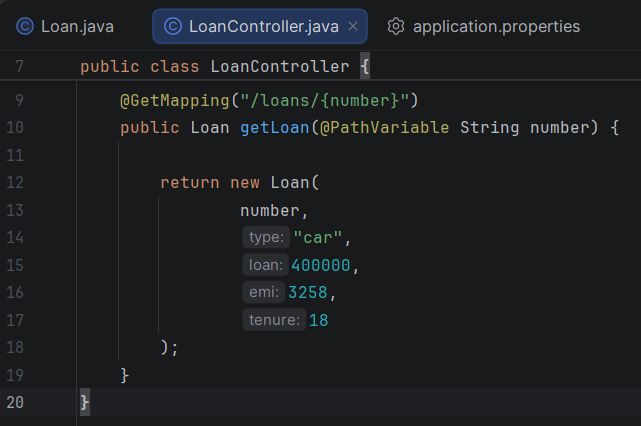 Loan.java LoanController.java × application.properties
7 public class LoanController {
9 @GetMapping("/loans/{number}")
10 public Loan getLoan(@PathVariable String number) {
11
12 return new Loan(
13 number,
14 type: "car",
15 loan: 400000,
16 emi: 3258,
17 tenure: 18
18 );
19 }
20 }